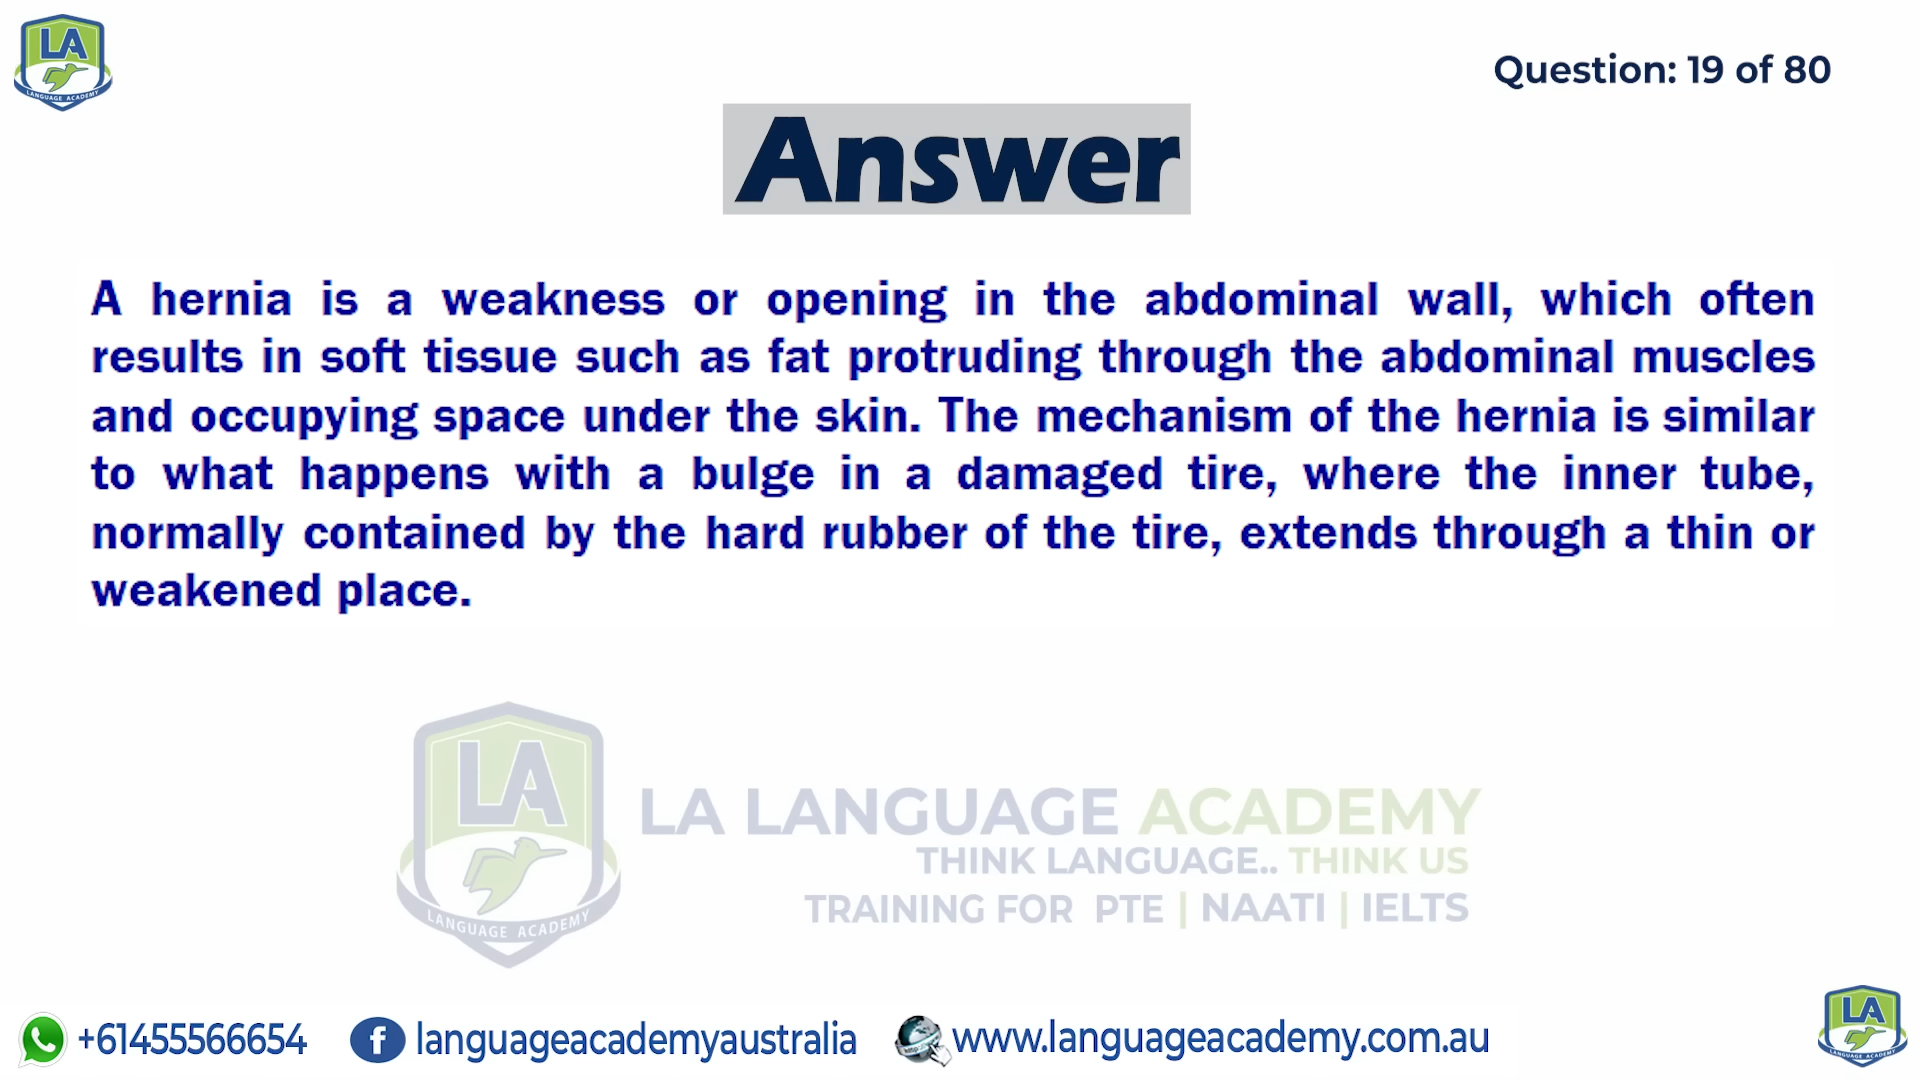 LA
LANGUAGE ACADEMY
Question: 19 of 80
Answer
A hernia is a weakness or opening in the abdominal wall, which often
results in soft tissue such as fat protruding through the abdominal muscles
and occupying space under the skin. The mechanism of the hernia is similar
to what happens with a bulge in a damaged tire, where the inner tube,
normally contained by the hard rubber of the tire, extends through a thin or
weakened place.
LA
LANGUAGE ACADEMY
LA LANGUAGE ACADEMY
THINK LANGUAGE.. THINK US
TRAINING FOR PTE | NAATI | IELTS
+61455566654
f
languageacademyaustralia
www.languageacademy.com.au
LA
LANGUAGE ACADEMY